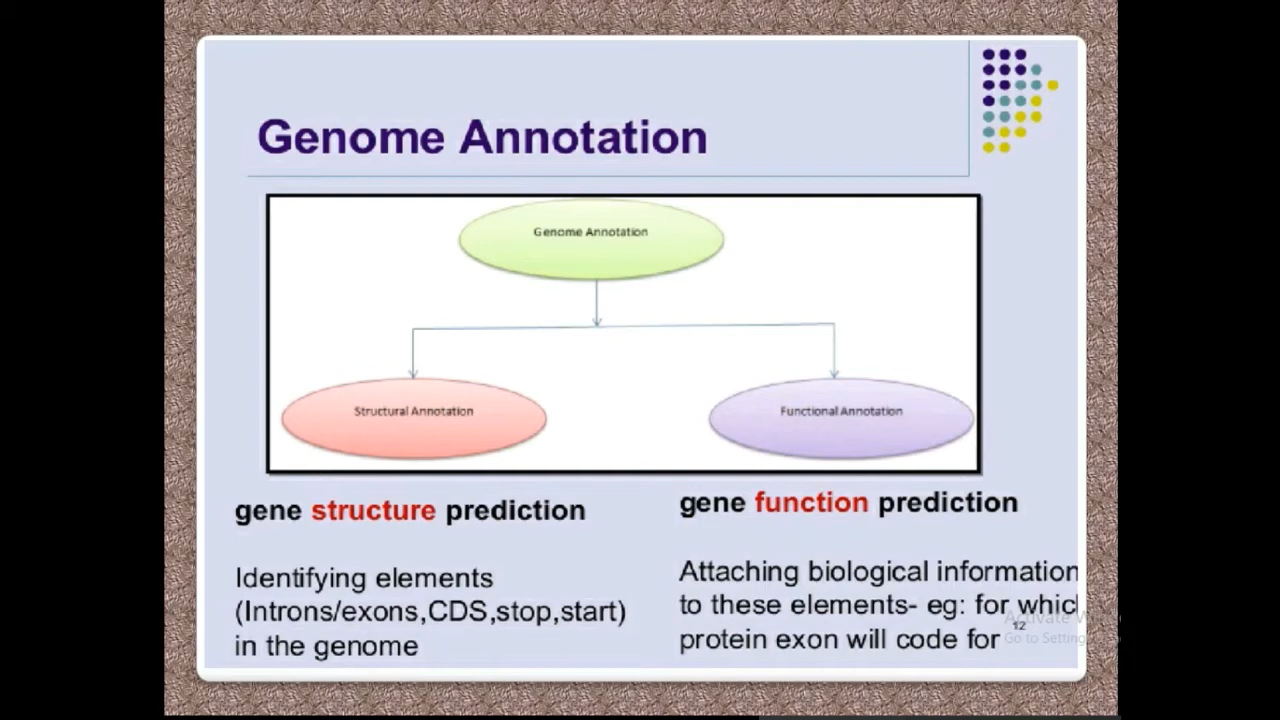 Genome Annotation
Genome Annotation
Structural Annotation
Functional Annotation
gene structure prediction
Identifying elements
(Introns/exons,CDS,stop,start)
in the genome
gene function prediction
Attaching biological information
to these elements- eg: for whic
protein exon will code for
12
Activate W
Go to Setting